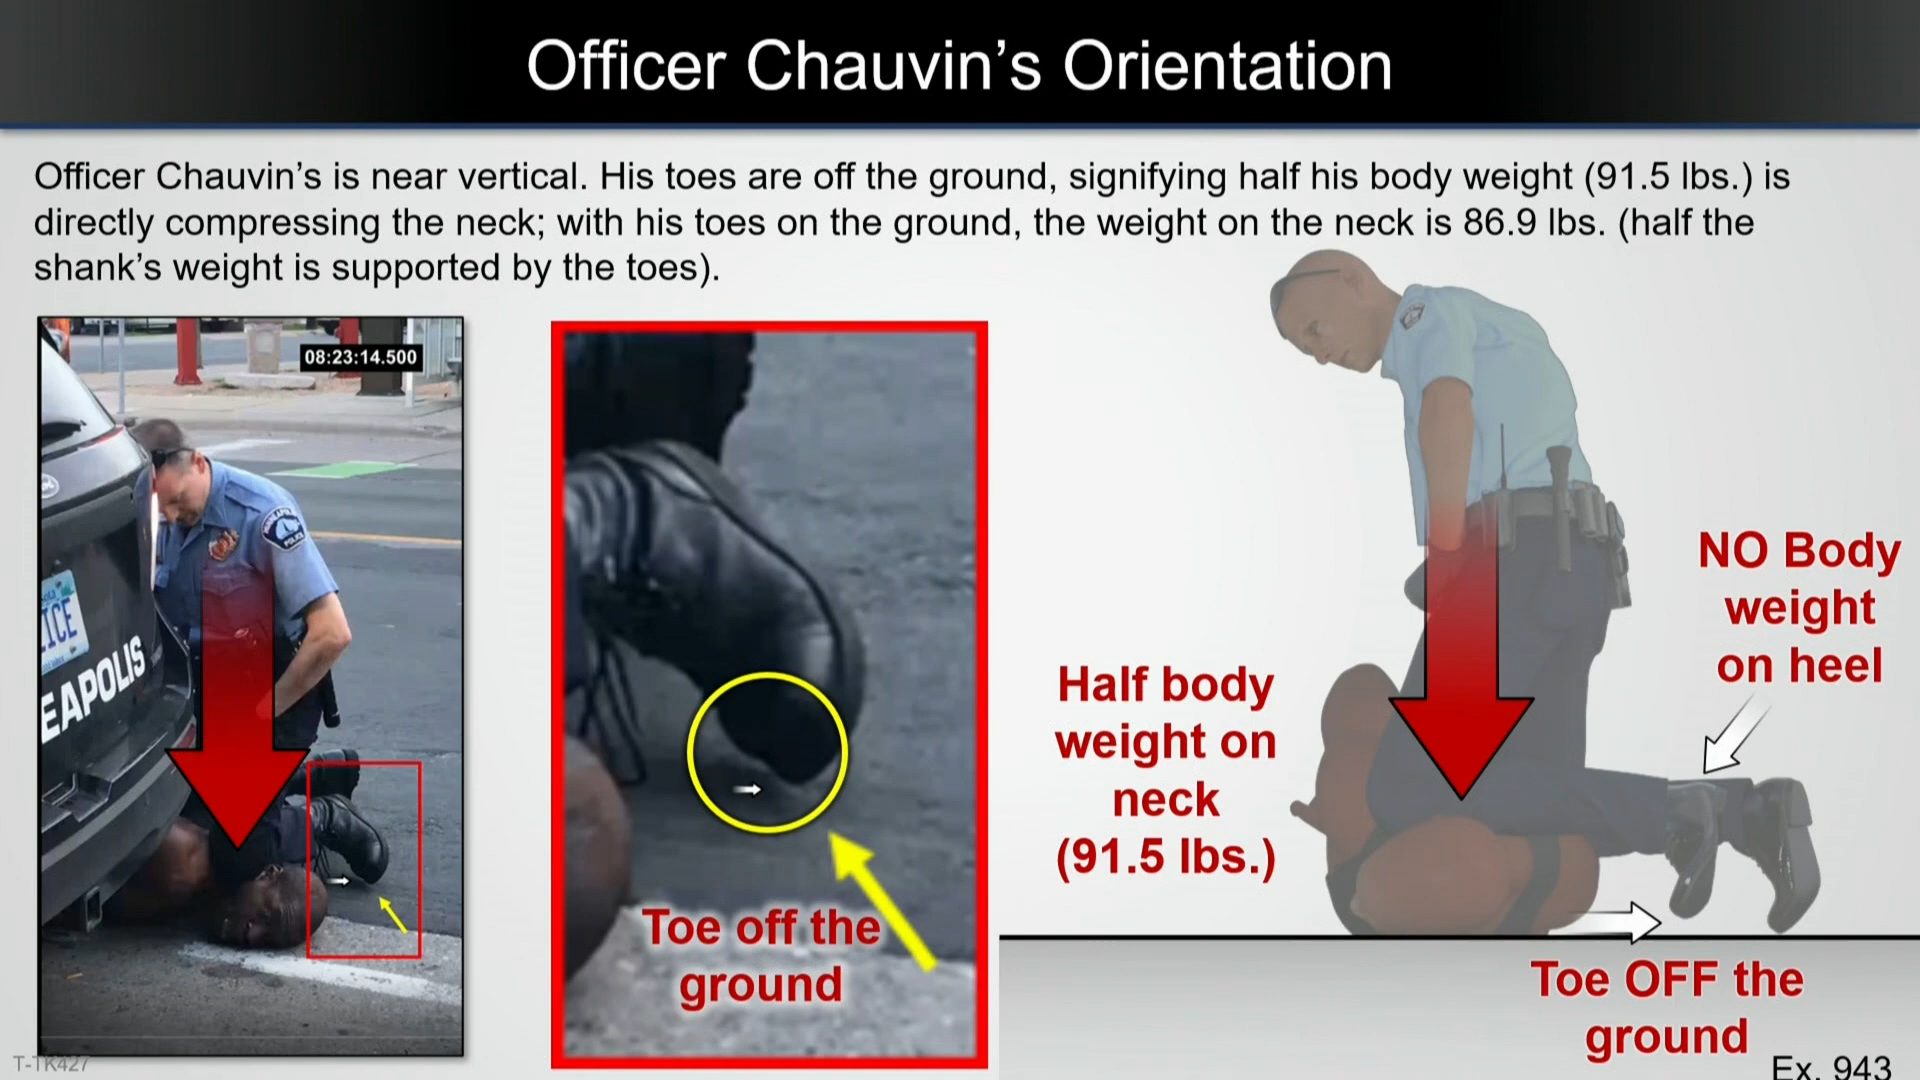 Officer Chauvin’s Orientation
Officer Chauvin’s is near vertical. His toes are off the ground, signifying half his body weight (91.5 lbs.) is
directly compressing the neck; with his toes on the ground, the weight on the neck is 86.9 lbs. (half the
shank’s weight is supported by the toes).
08:23:14.500
ICE
EAPOLIS
POLICE
Toe off the
ground
Half body
weight on
neck
(91.5 lbs.)
NO Body
weight
on heel
Toe OFF the
ground
T-TK427
Ex. 943